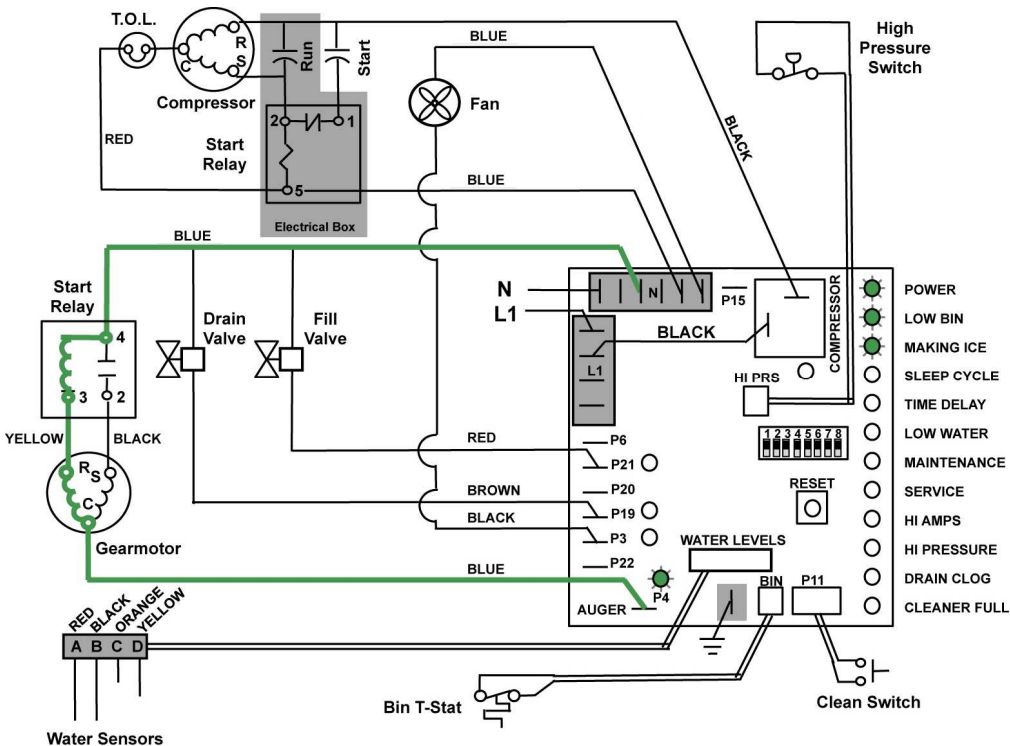 T.O.L.
R
S
C
Compressor
Run
Start
BLUE
Fan
High
Pressure
Switch
RED
Start
Relay
2
1
5
Electrical Box
BLUE
BLACK
BLUE
Start
Relay
4
3
2
YELLOW
BLACK
R
S
C
Gearmotor
Drain
Valve
Fill
Valve
N
L1
N
P15
BLACK
L1
COMPRESSOR
HI PRS
1 2 3 4 5 6 7 8
RESET
RED
BROWN
BLACK
BLUE
P6
P21
P20
P19
P3
P22
P4
AUGER
WATER LEVELS
BIN
P11
POWER
LOW BIN
MAKING ICE
SLEEP CYCLE
TIME DELAY
LOW WATER
MAINTENANCE
SERVICE
HI AMPS
HI PRESSURE
DRAIN CLOG
CLEANER FULL
RED
BLACK
ORANGE
YELLOW
A B C D
Water Sensors
Bin T-Stat
Clean Switch